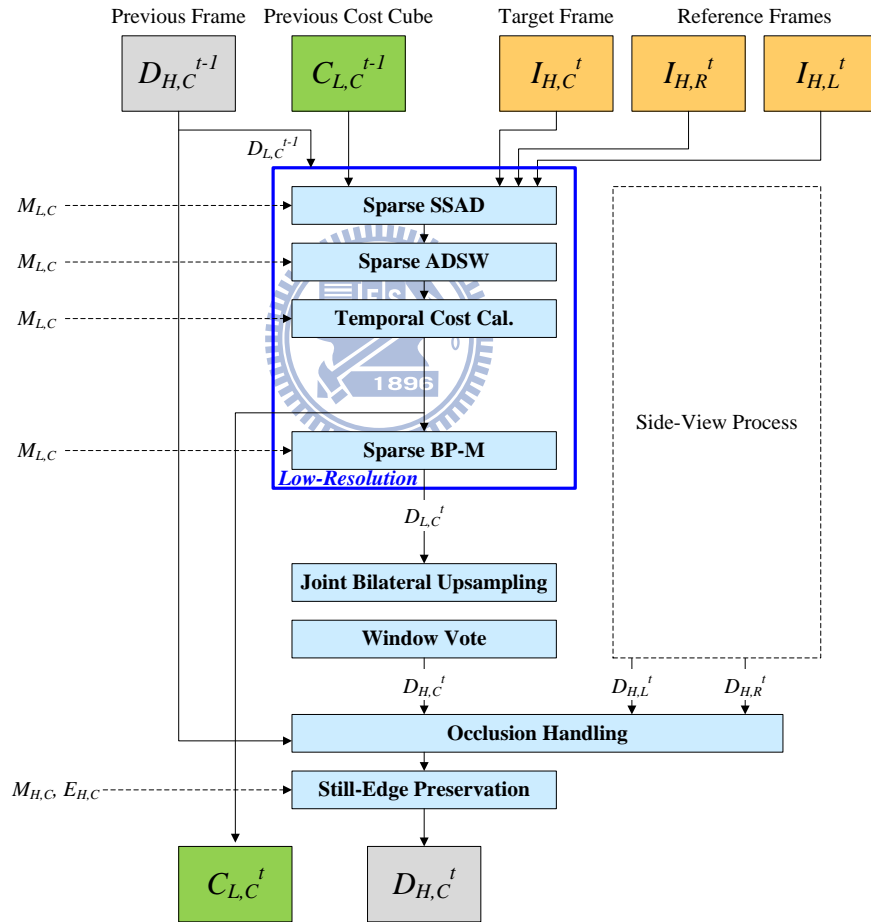 Previous Frame
Previous Cost Cube
Target Frame
Reference Frames
D_{H,C}^{t-1}
C_{L,C}^{t-1}
I_{H,C}^{t}
I_{H,R}^{t}
I_{H,L}^{t}
D_{L,C}^{t-1}
M_{L,C}
Sparse SSAD
M_{L,C}
Sparse ADSW
E S
M_{L,C}
Temporal Cost Cal.
1896
Side-View Process
M_{L,C}
Sparse BP-M
Low-Resolution
D_{L,C}^{t}
Joint Bilateral Upsampling
Window Vote
D_{H,C}^{t}
D_{H,L}^{t}
D_{H,R}^{t}
Occlusion Handling
M_{H,C}, E_{H,C}
Still-Edge Preservation
C_{L,C}^{t}
D_{H,C}^{t}